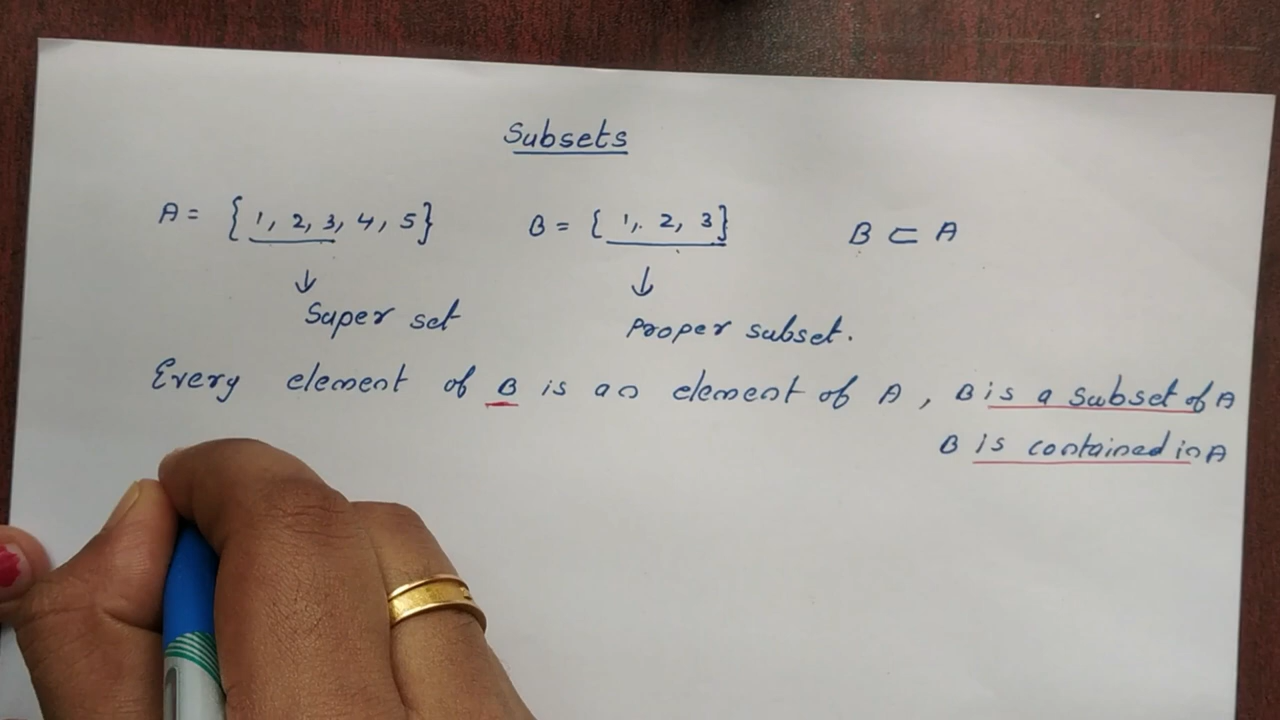 Subsets
A = { 1, 2, 3, 4, 5} B = { 1, 2, 3} B ⊂ A
↓ ↓
Super set Proper subset.
Every element of B is an element of A , B is a subset of A
B is contained in A